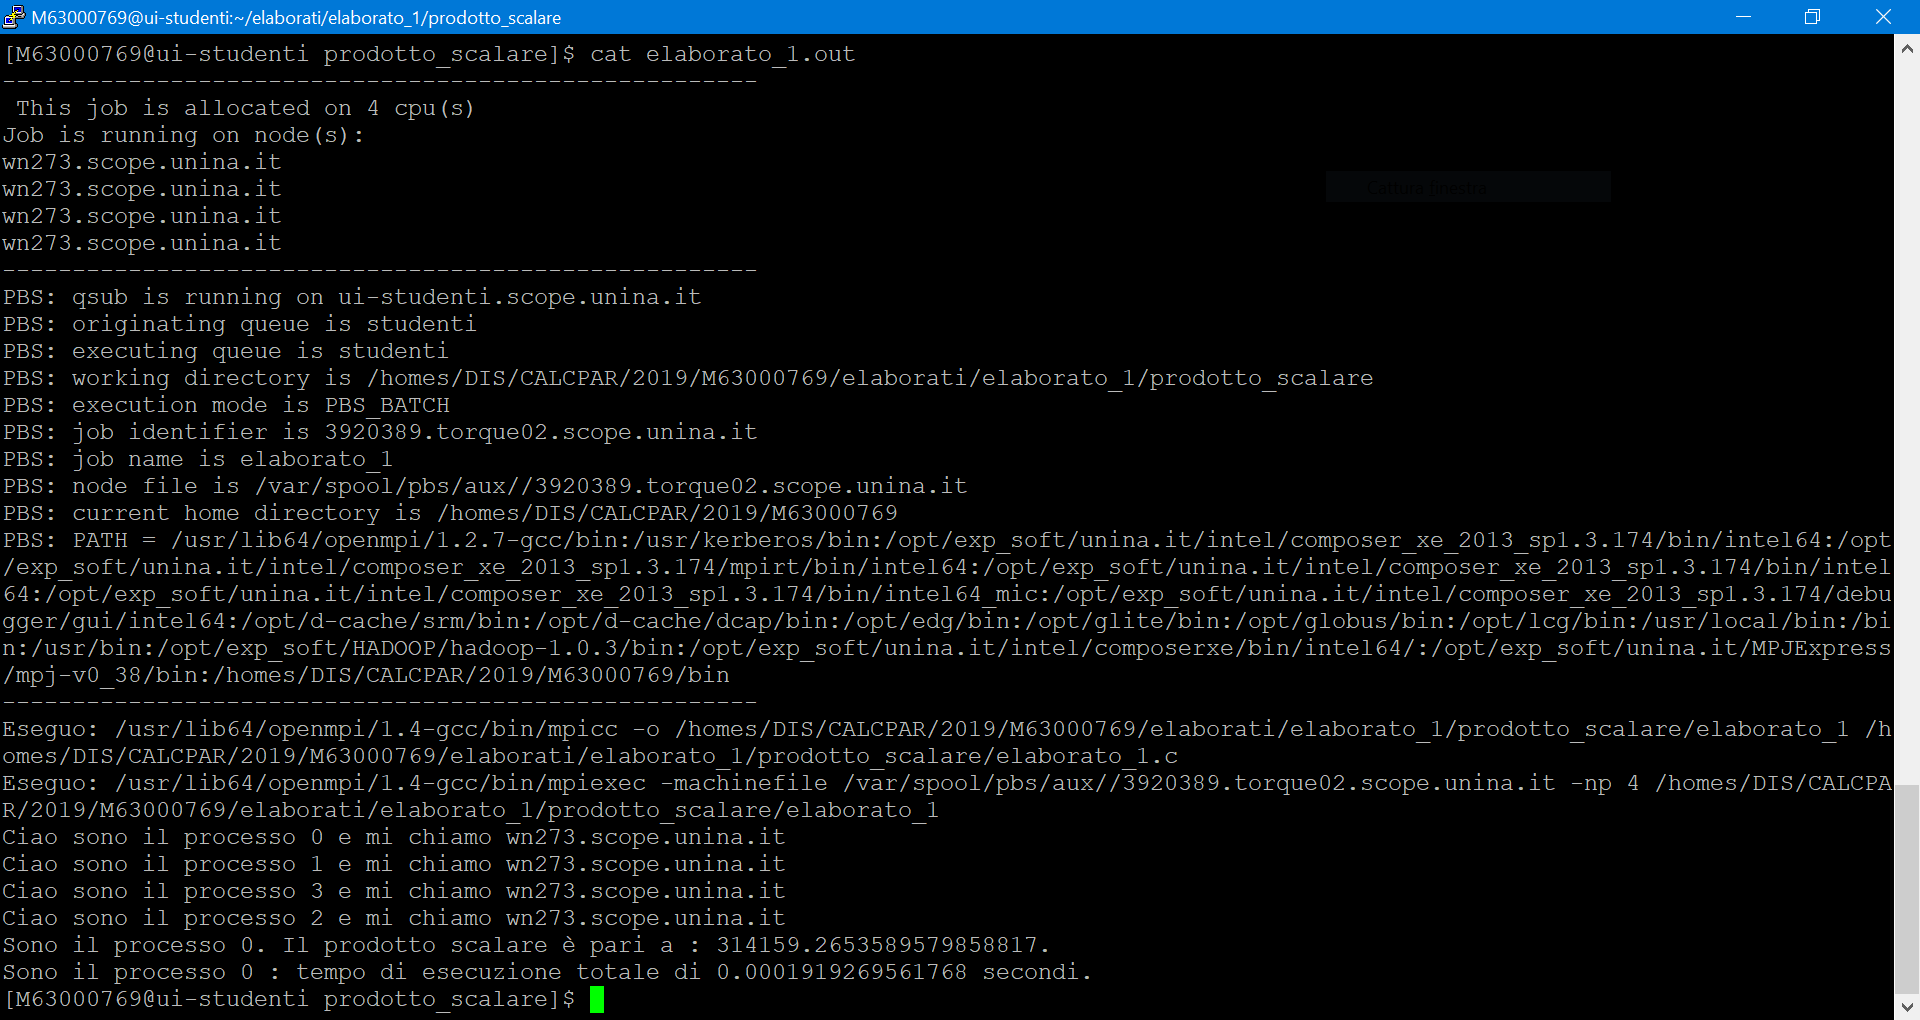 M63000769@ui-studenti:~/elaborati/elaborato_1/prodotto_scalare
[M63000769@ui-studenti prodotto_scalare]$ cat elaborato_1.out
------------------------------------------------------
 This job is allocated on 4 cpu(s)
Job is running on node(s):
wn273.scope.unina.it
wn273.scope.unina.it
Cattura finestra
wn273.scope.unina.it
wn273.scope.unina.it
------------------------------------------------------
PBS: qsub is running on ui-studenti.scope.unina.it
PBS: originating queue is studenti
PBS: executing queue is studenti
PBS: working directory is /homes/DIS/CALCPAR/2019/M63000769/elaborati/elaborato_1/prodotto_scalare
PBS: execution mode is PBS_BATCH
PBS: job identifier is 3920389.torque02.scope.unina.it
PBS: job name is elaborato_1
PBS: node file is /var/spool/pbs/aux//3920389.torque02.scope.unina.it
PBS: current home directory is /homes/DIS/CALCPAR/2019/M63000769
PBS: PATH = /usr/lib64/openmpi/1.2.7-gcc/bin:/usr/kerberos/bin:/opt/exp_soft/unina.it/intel/composer_xe_2013_sp1.3.174/bin/intel64:/opt
/exp_soft/unina.it/intel/composer_xe_2013_sp1.3.174/mpirt/bin/intel64:/opt/exp_soft/unina.it/intel/composer_xe_2013_sp1.3.174/bin/intel
64:/opt/exp_soft/unina.it/intel/composer_xe_2013_sp1.3.174/bin/intel64_mic:/opt/exp_soft/unina.it/intel/composer_xe_2013_sp1.3.174/debu
gger/gui/intel64:/opt/d-cache/srm/bin:/opt/d-cache/dcap/bin:/opt/edg/bin:/opt/glite/bin:/opt/globus/bin:/opt/lcg/bin:/usr/local/bin:/bi
n:/usr/bin:/opt/exp_soft/HADOOP/hadoop-1.0.3/bin:/opt/exp_soft/unina.it/intel/composerxe/bin/intel64/:/opt/exp_soft/unina.it/MPJExpress
/mpj-v0_38/bin:/homes/DIS/CALCPAR/2019/M63000769/bin
------------------------------------------------------
Eseguo: /usr/lib64/openmpi/1.4-gcc/bin/mpicc -o /homes/DIS/CALCPAR/2019/M63000769/elaborati/elaborato_1/prodotto_scalare/elaborato_1 /h
omes/DIS/CALCPAR/2019/M63000769/elaborati/elaborato_1/prodotto_scalare/elaborato_1.c
Eseguo: /usr/lib64/openmpi/1.4-gcc/bin/mpiexec -machinefile /var/spool/pbs/aux//3920389.torque02.scope.unina.it -np 4 /homes/DIS/CALCPA
R/2019/M63000769/elaborati/elaborato_1/prodotto_scalare/elaborato_1
Ciao sono il processo 0 e mi chiamo wn273.scope.unina.it
Ciao sono il processo 1 e mi chiamo wn273.scope.unina.it
Ciao sono il processo 3 e mi chiamo wn273.scope.unina.it
Ciao sono il processo 2 e mi chiamo wn273.scope.unina.it
Sono il processo 0. Il prodotto scalare è pari a : 314159.2653589579858817.
Sono il processo 0 : tempo di esecuzione totale di 0.0001919269561768 secondi.
[M63000769@ui-studenti prodotto_scalare]$